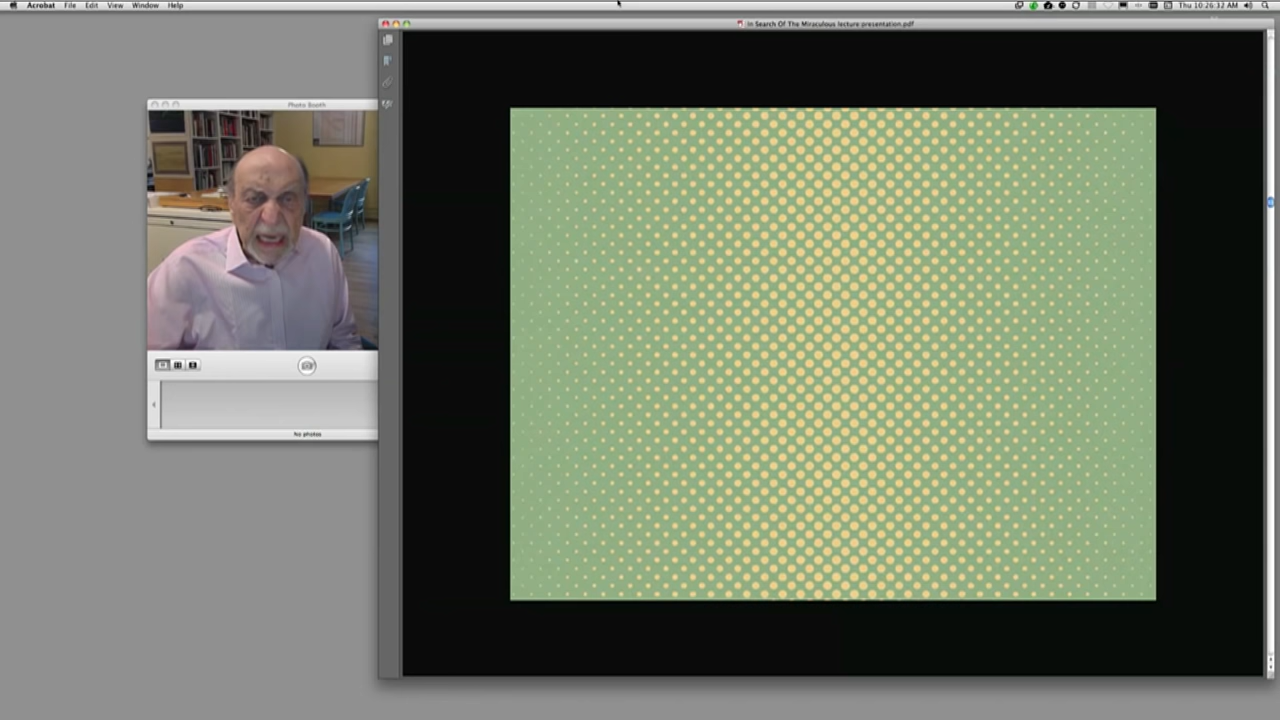 Acrobat File Edit View Window Help
Thu 10:26:32 AM
In Search Of The Miraculous lecture presentation.pdf
Photo Booth
No photos